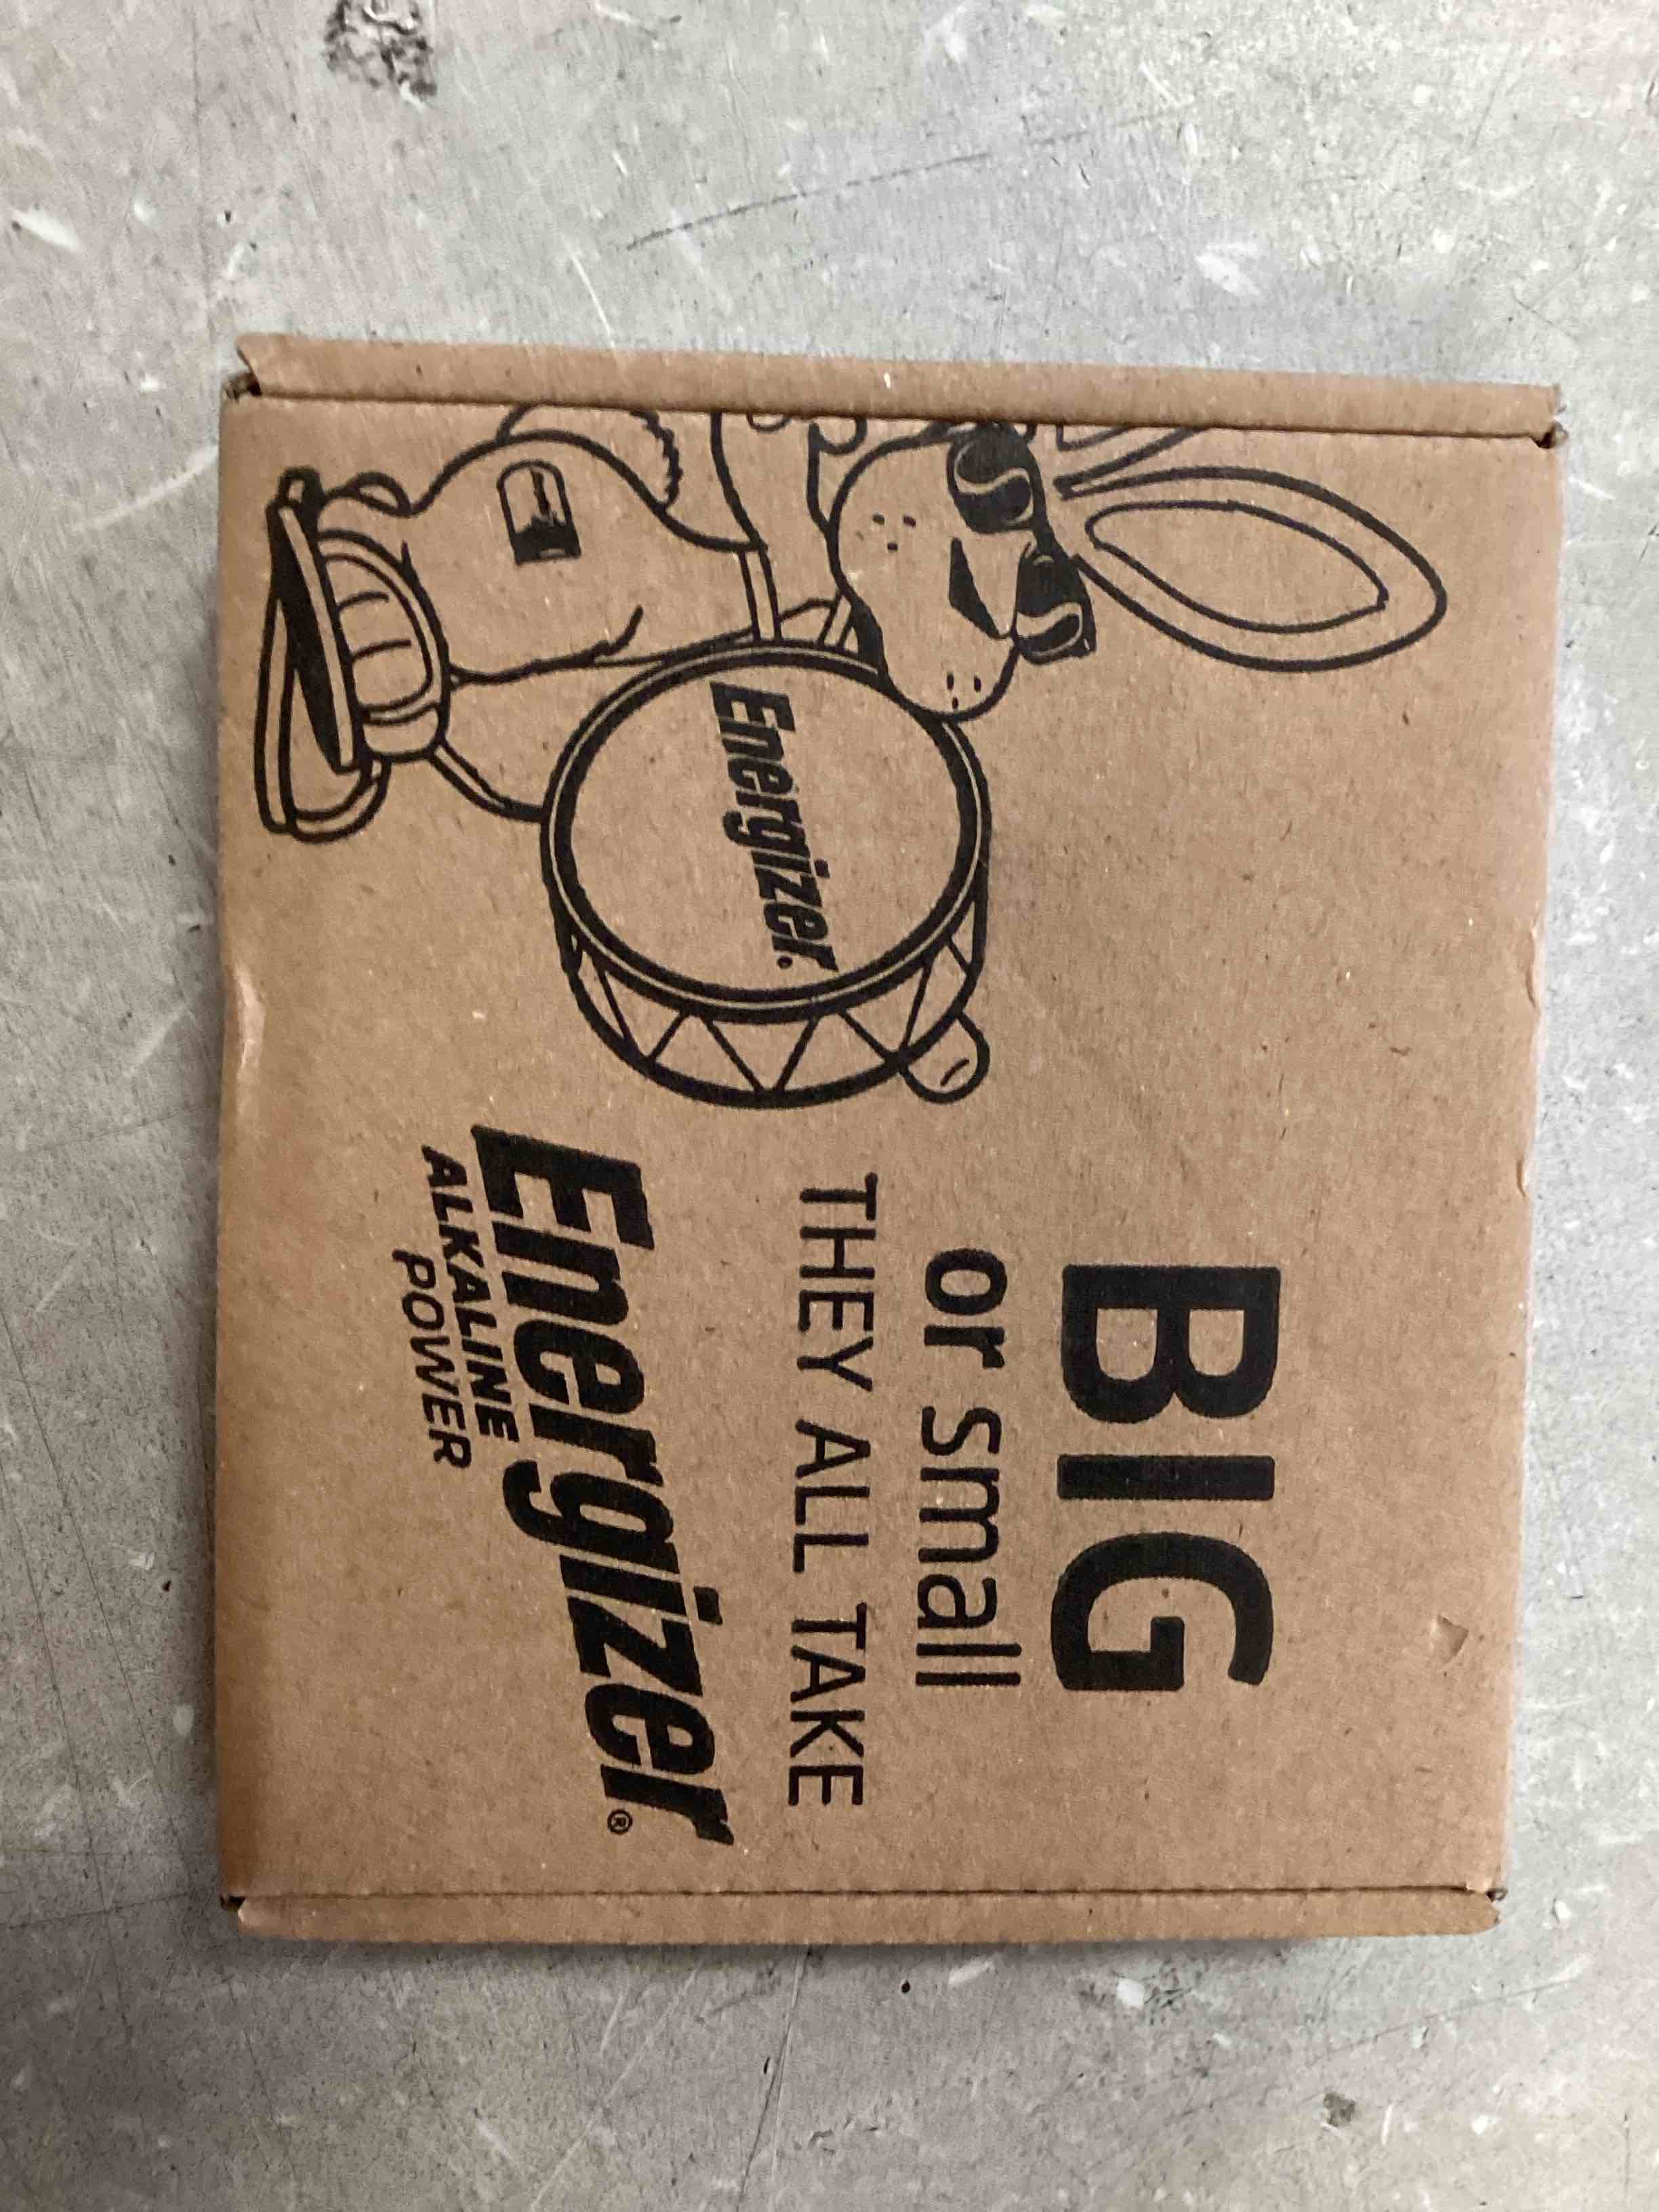 BIG
or small
THEY ALL TAKE
Energizer®
ALKALINE
POWER
Energizer.